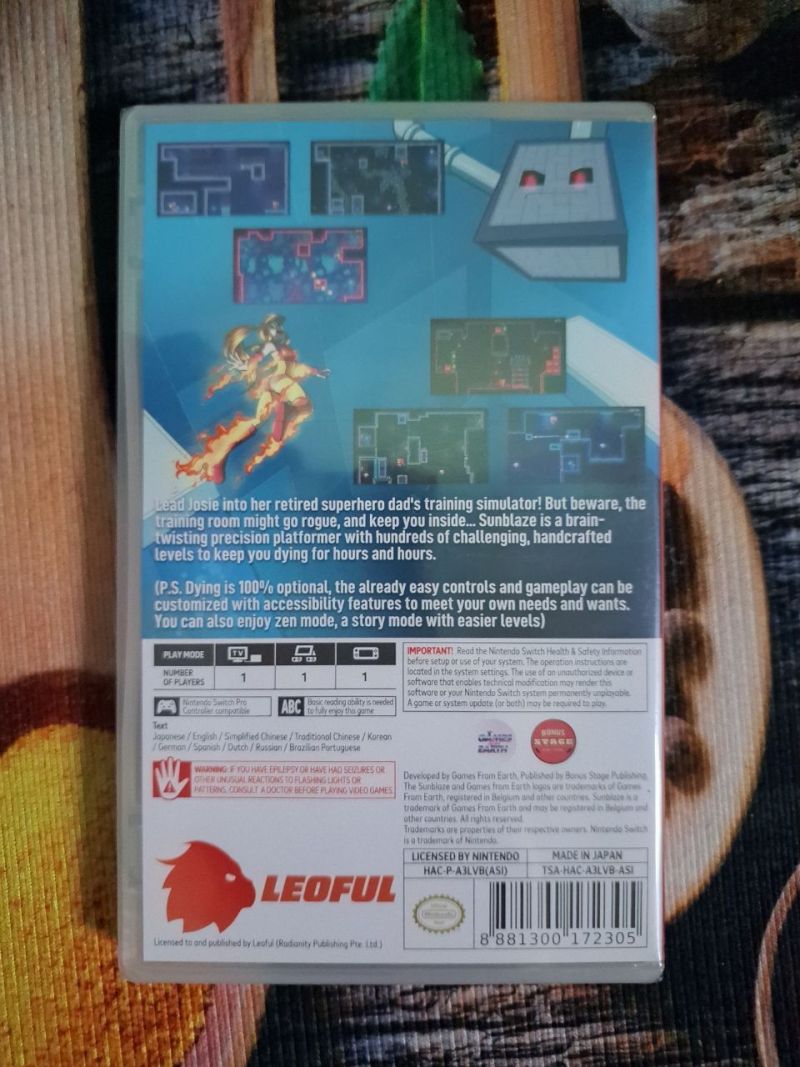 Lead Josie into her retired superhero dad's training simulator! But beware, the
training room might go rogue, and keep you inside... Sunblaze is a brain-
twisting precision platformer with hundreds of challenging, handcrafted
levels to keep you dying for hours and hours.
(P.S. Dying is 100% optional, the already easy controls and gameplay can be
customized with accessibility features to meet your own needs and wants.
You can also enjoy zen mode, a story mode with easier levels)
PLAY MODE
TV
NUMBER
OF PLAYERS
1
1
1
Nintendo Switch Pro
Controller compatible
ABC
Basic reading ability is needed
to fully enjoy this game
Text
Japanese / English / Simplified Chinese / Traditional Chinese / Korean
/ German / Spanish / Dutch / Russian / Brazilian Portuguese
WARNING: IF YOU HAVE EPILEPSY OR HAVE HAD SEIZURES OR
OTHER UNUSUAL REACTIONS TO FLASHING LIGHTS OR
PATTERNS, CONSULT A DOCTOR BEFORE PLAYING VIDEO GAMES.
LEOFUL
Licensed to and published by Leoful (Radianity Publishing Pte. Ltd.)
IMPORTANT! Read the Nintendo Switch Health & Safety Information
before setup or use of your system. The operation instructions are
located in the system settings. The use of an unauthorized device or
software that enables technical modification may render this
software or your Nintendo Switch system permanently unplayable.
A game or system update (or both) may be required to play.
GAMES
EARTH
BONUS
STAGE
Developed by Games From Earth, Published by Bonus Stage Publishing.
The Sunblaze and Games from Earth logos are trademarks of Games
From Earth, registered in Belgium and other countries. Sunblaze is a
trademark of Games From Earth and may be registered in Belgium and
other countries. All rights reserved.
Trademarks are properties of their respective owners. Nintendo Switch
is a trademark of Nintendo.
LICENSED BY NINTENDO
MADE IN JAPAN
HAC-P-A3LVB(ASI)
TSA-HAC-A3LVB-ASI
Nintendo
8 881300 172305